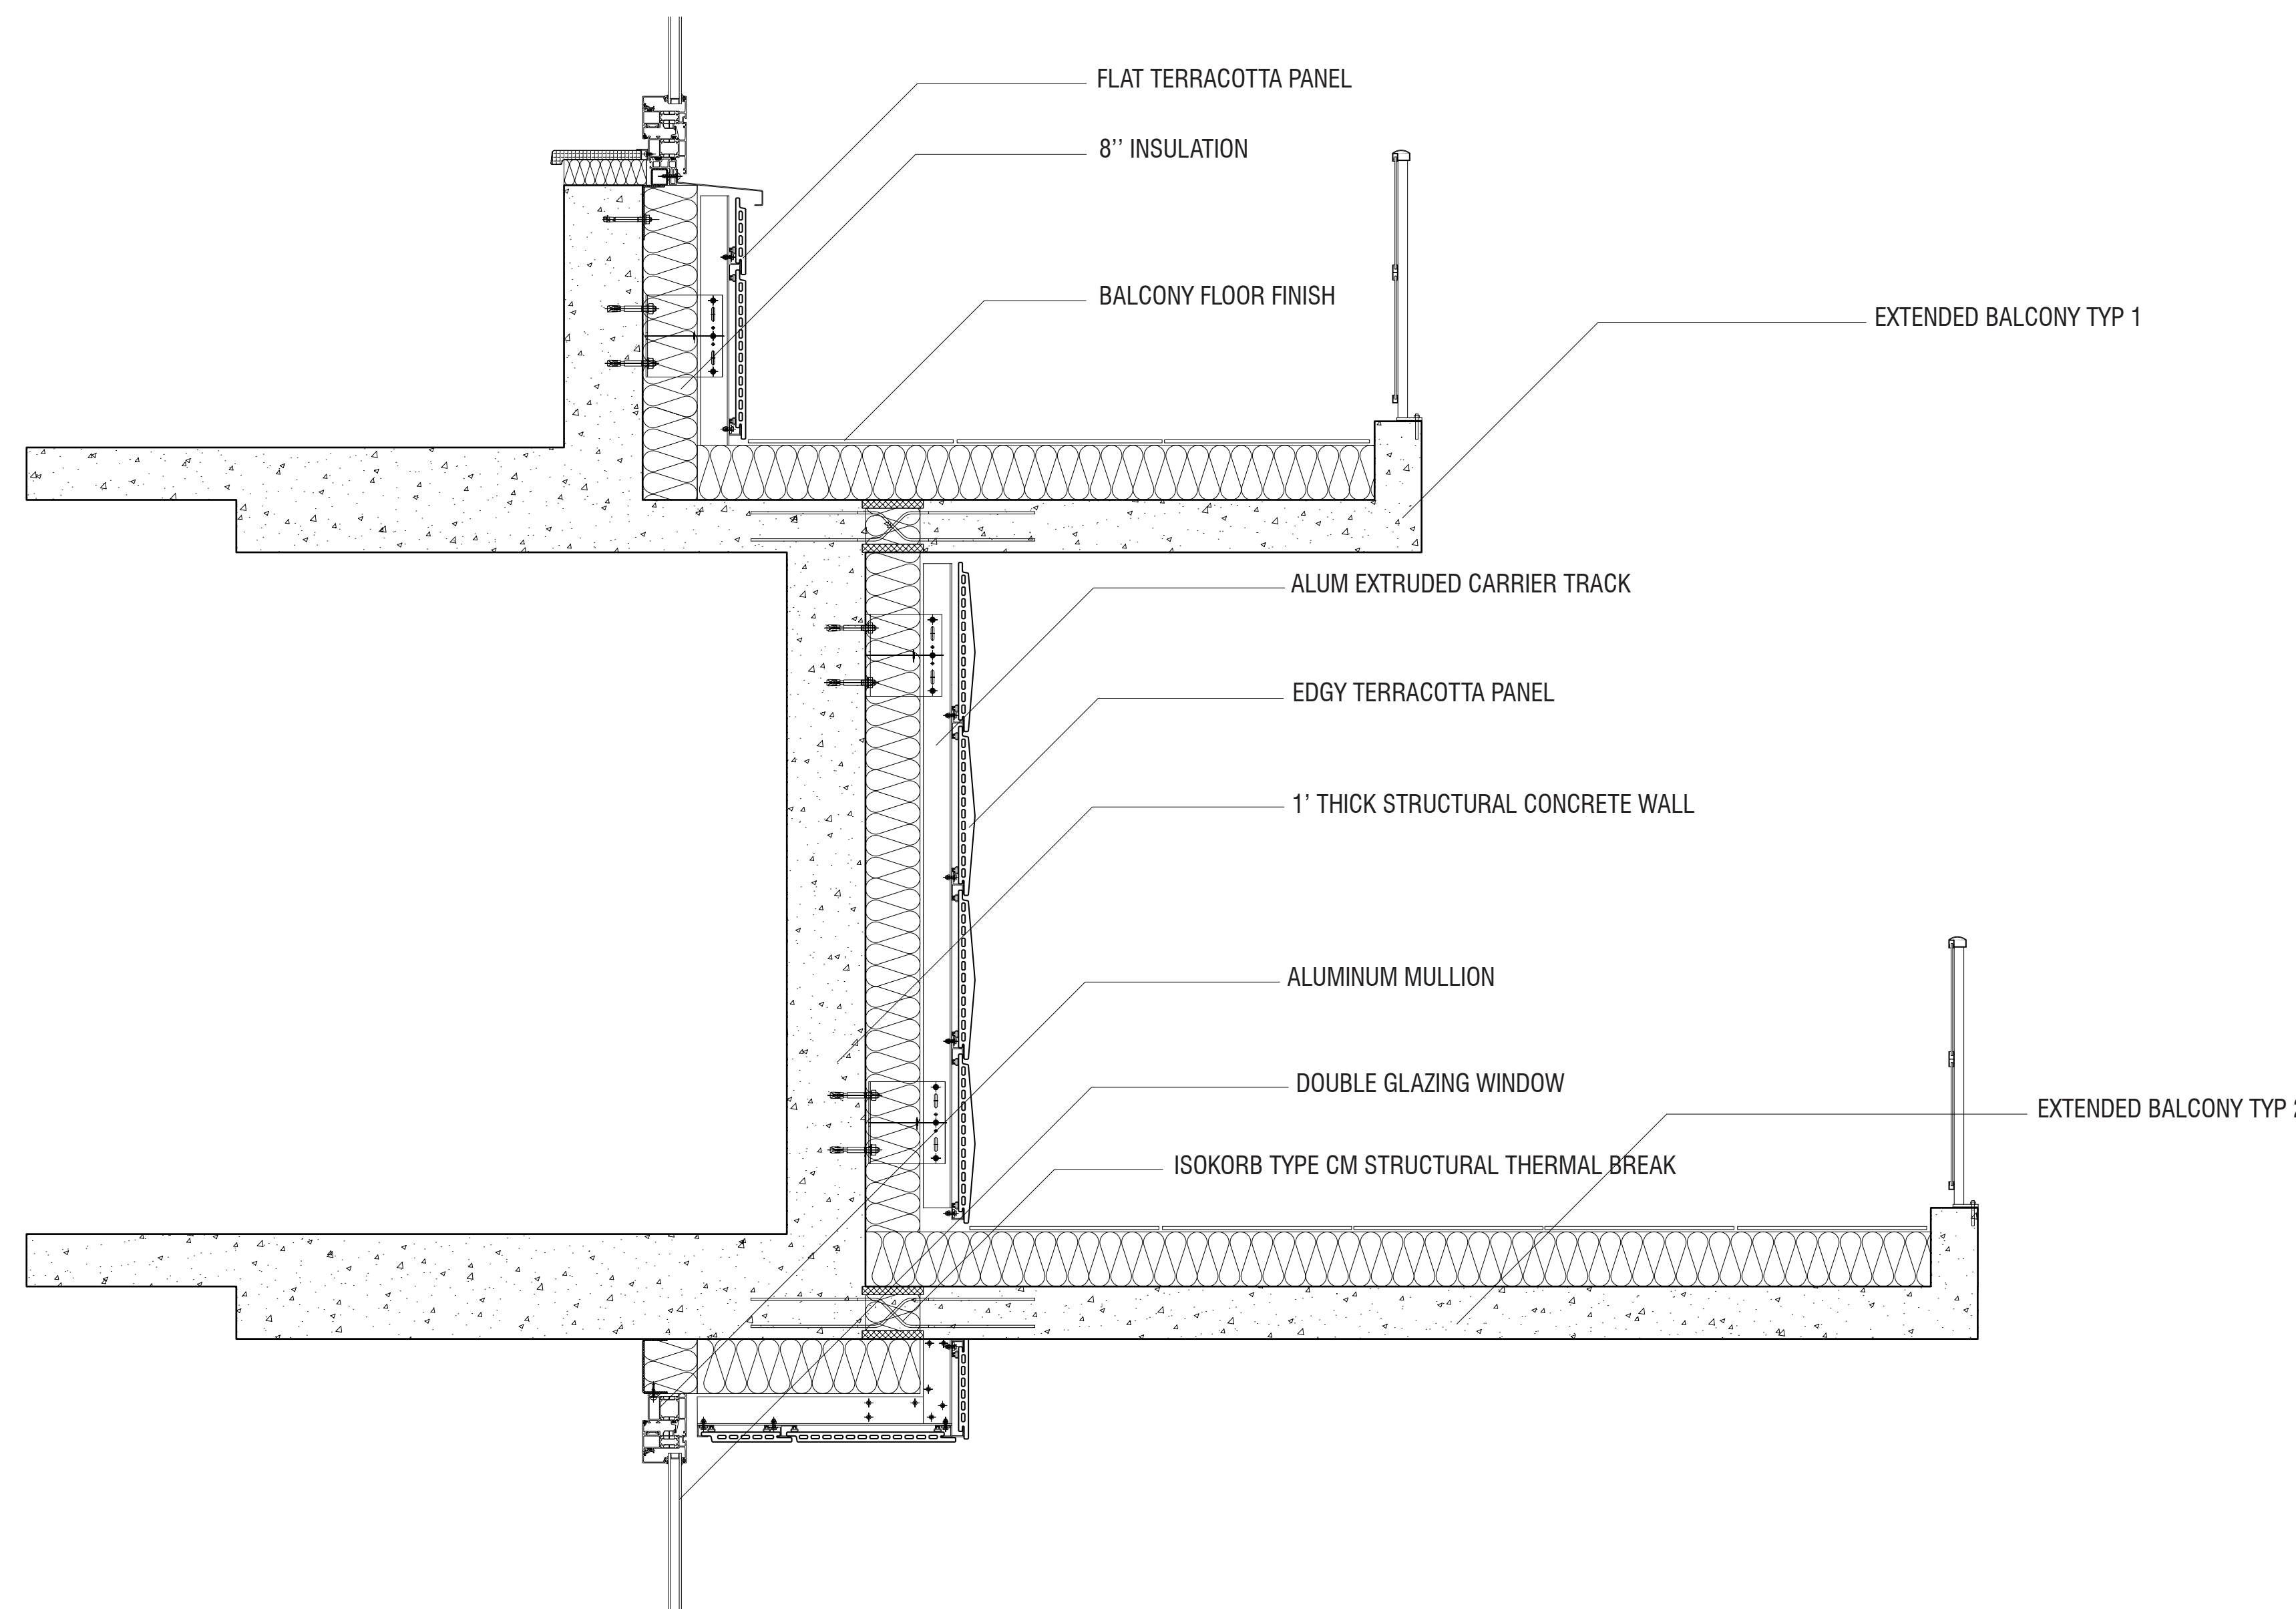 FLAT TERRACOTTA PANEL
8’’ INSULATION
BALCONY FLOOR FINISH
EXTENDED BALCONY TYP 1
ALUM EXTRUDED CARRIER TRACK
EDGY TERRACOTTA PANEL
1’ THICK STRUCTURAL CONCRETE WALL
ALUMINUM MULLION
DOUBLE GLAZING WINDOW
EXTENDED BALCONY TYP 2
ISOKORB TYPE CM STRUCTURAL THERMAL BREAK